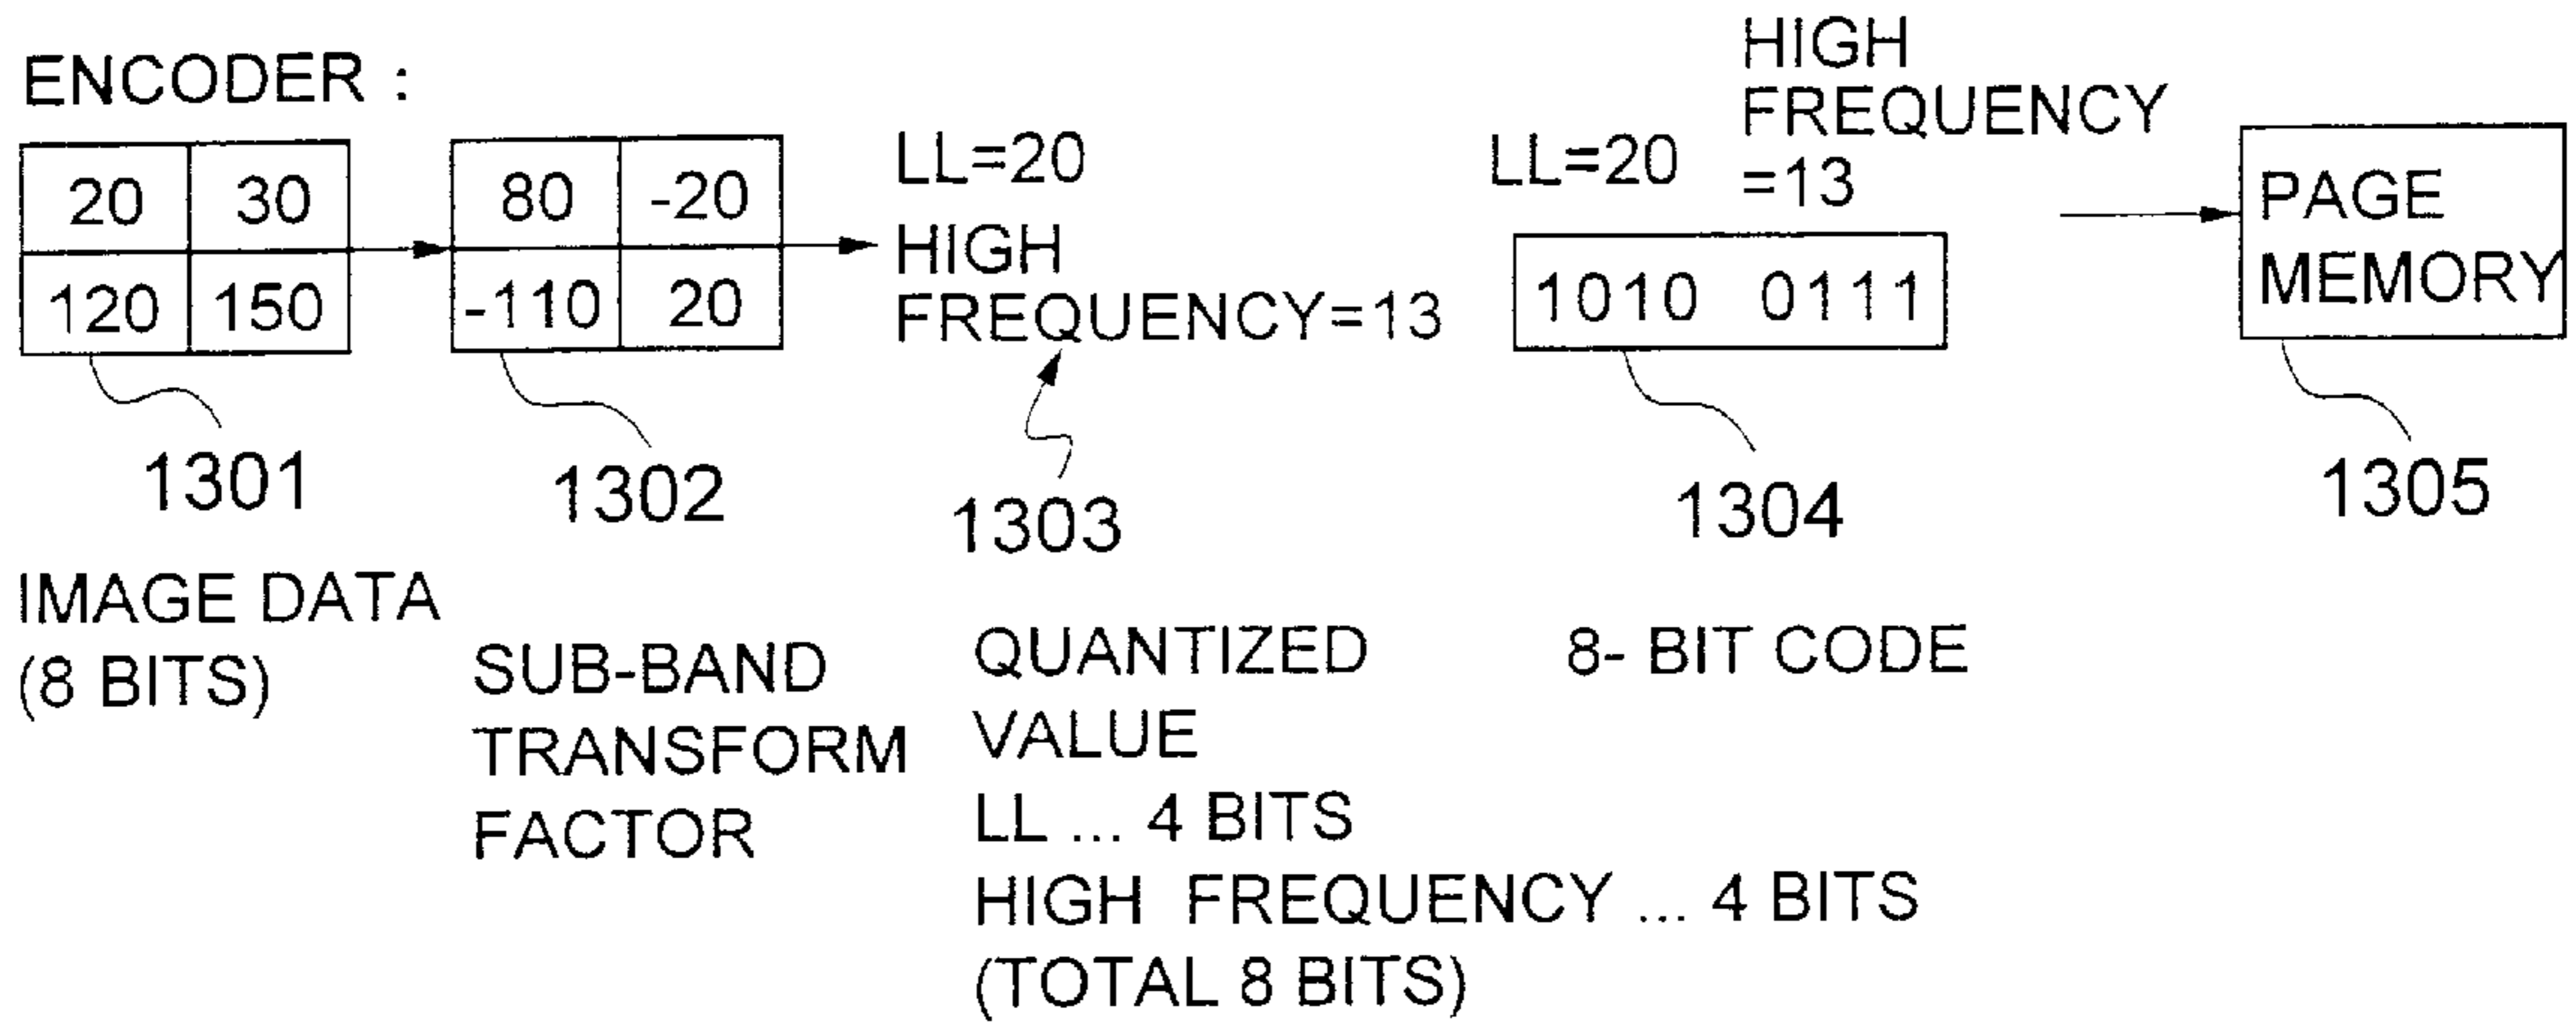 ENCODER :
20 30
120 150
1301
IMAGE DATA
(8 BITS)
80 -20
-110 20
1302
SUB-BAND
TRANSFORM
FACTOR
LL=20
HIGH
FREQUENCY=13
1303
QUANTIZED
VALUE
LL ... 4 BITS
HIGH FREQUENCY ... 4 BITS
(TOTAL 8 BITS)
LL=20
HIGH
FREQUENCY
=13
1010 0111
1304
8- BIT CODE
PAGE
MEMORY
1305